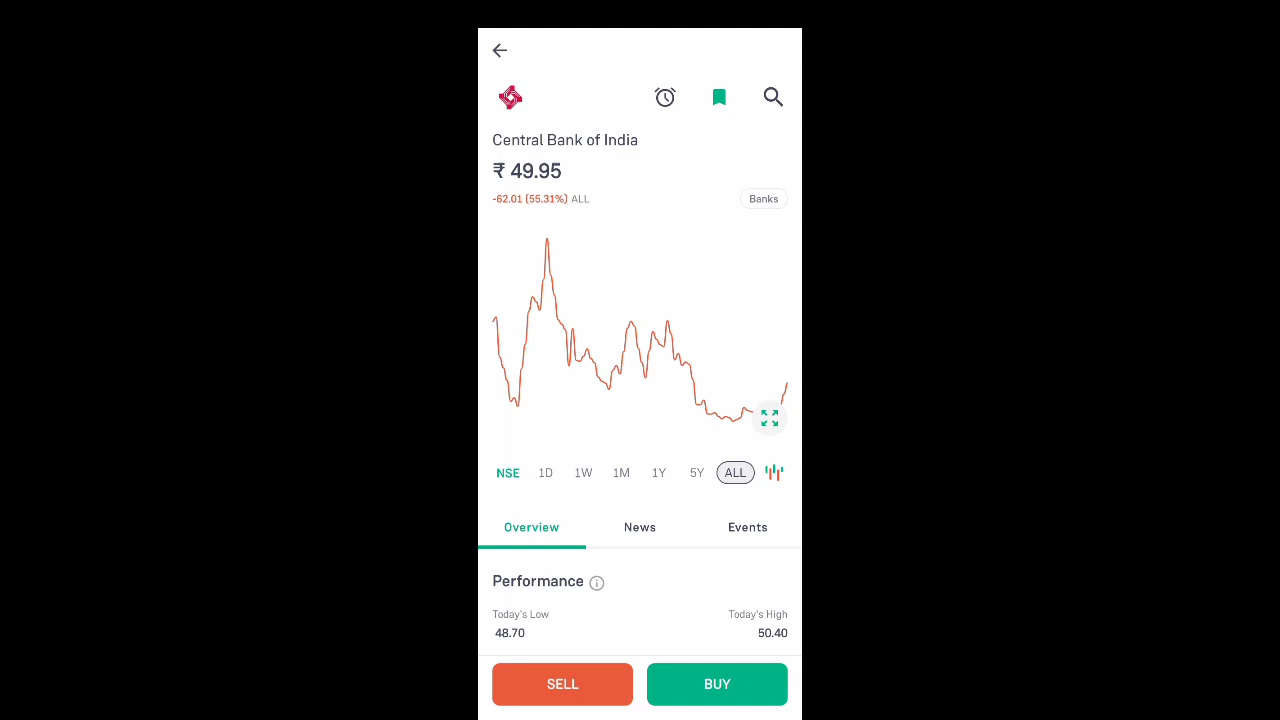 Central Bank of India
₹ 49.95
-62.01 (55.31%) ALL
Banks
NSE 1D 1W 1M 1Y 5Y ALL
Overview News Events
Performance
Today's Low Today's High
48.70 50.40
SELL BUY